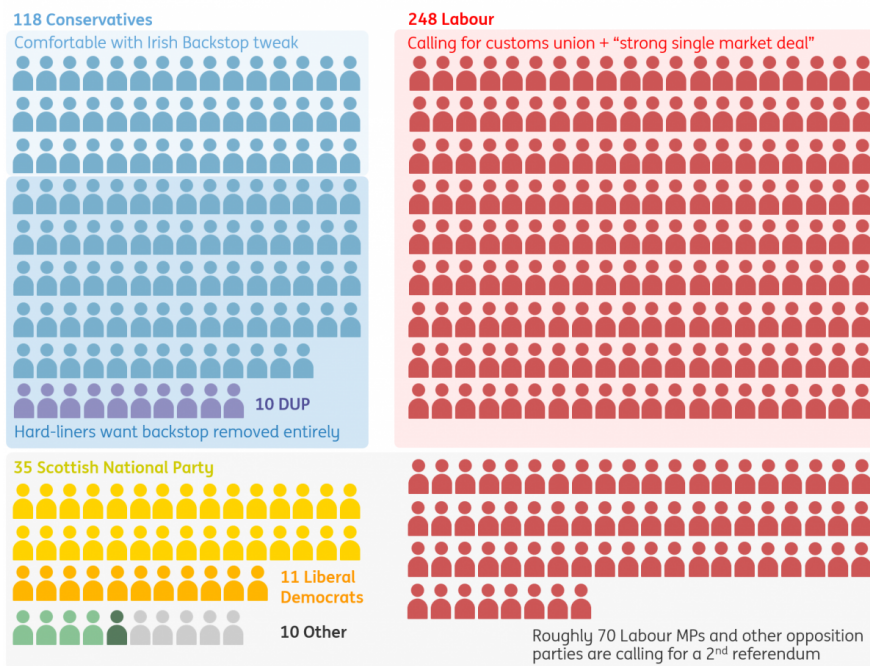 118 Conservatives
Comfortable with Irish Backstop tweak
10 DUP
Hard-liners want backstop removed entirely
248 Labour
Calling for customs union + “strong single market deal”
35 Scottish National Party
11 Liberal
Democrats
10 Other
Roughly 70 Labour MPs and other opposition
parties are calling for a 2nd referendum